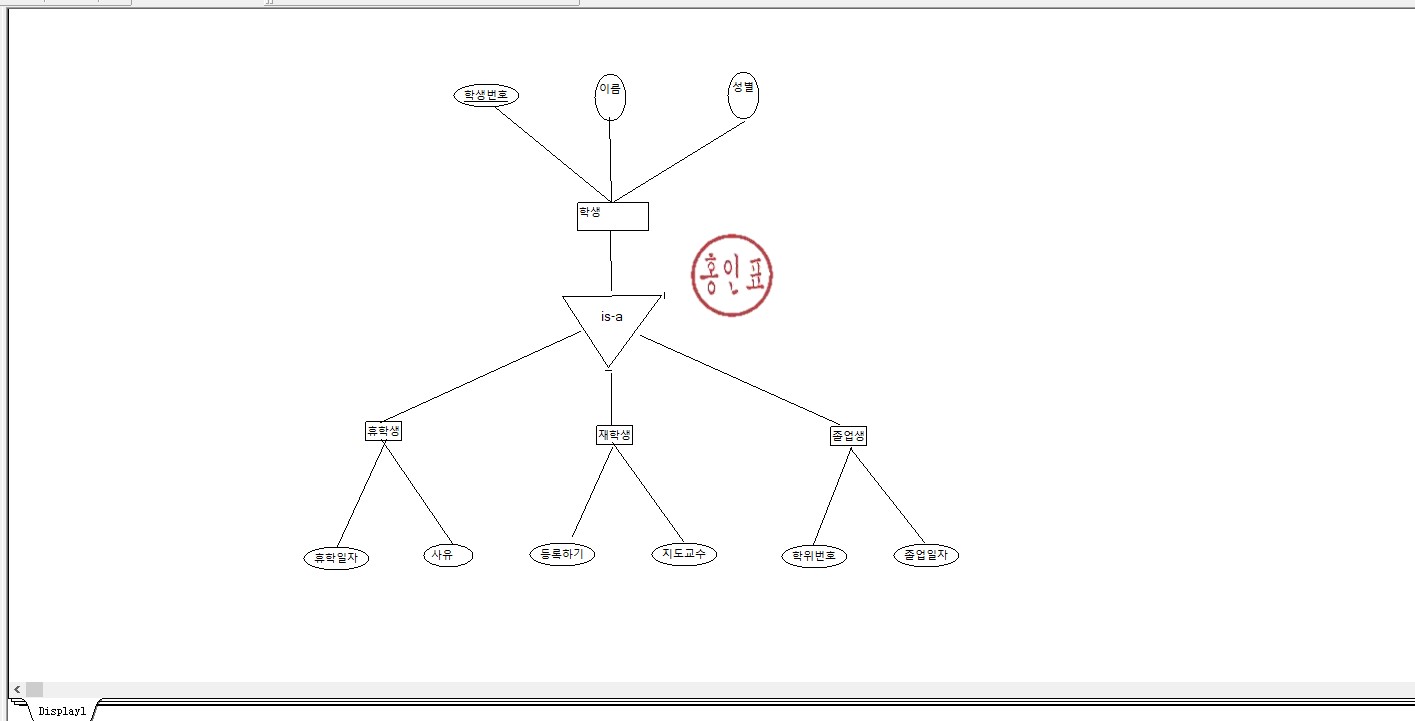 학생번호
이름
성별
학생
홍인표
is-a
휴학생
재학생
졸업생
휴학일자
사유
등록하기
지도교수
학위번호
졸업일자
Display1